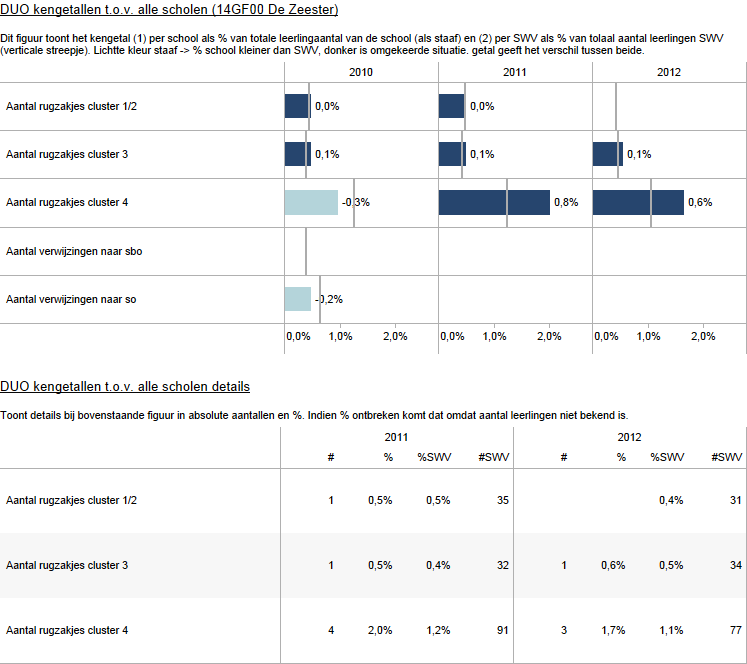 DUO kengetallen t.o.v. alle scholen (14GF00 De Zeester)
Dit figuur toont het kengetal (1) per school als % van totale leerlingaantal van de school (als staaf) en (2) per SWV als % van tolaal aantal leerlingen SWV
(verticale streepje). Lichtte kleur staaf -> % school kleiner dan SWV, donker is omgekeerde situatie. getal geeft het verschil tussen beide.
2010 2011 2012
Aantal rugzakjes cluster 1/2 0,0% 0,0%
Aantal rugzakjes cluster 3 0,1% 0,1% 0,1%
Aantal rugzakjes cluster 4 -0,3% 0,8% 0,6%
Aantal verwijzingen naar sbo
Aantal verwijzingen naar so -0,2%
0,0% 1,0% 2,0% 0,0% 1,0% 2,0% 0,0% 1,0% 2,0%
DUO kengetallen t.o.v. alle scholen details
Toont details bij bovenstaande figuur in absolute aantallen en %. Indien % ontbreken komt dat omdat aantal leerlingen niet bekend is.
2011 2012
# % %SWV #SWV # % %SWV #SWV
Aantal rugzakjes cluster 1/2 1 0,5% 0,5% 35 0,4% 31
Aantal rugzakjes cluster 3 1 0,5% 0,4% 32 1 0,6% 0,5% 34
Aantal rugzakjes cluster 4 4 2,0% 1,2% 91 3 1,7% 1,1% 77